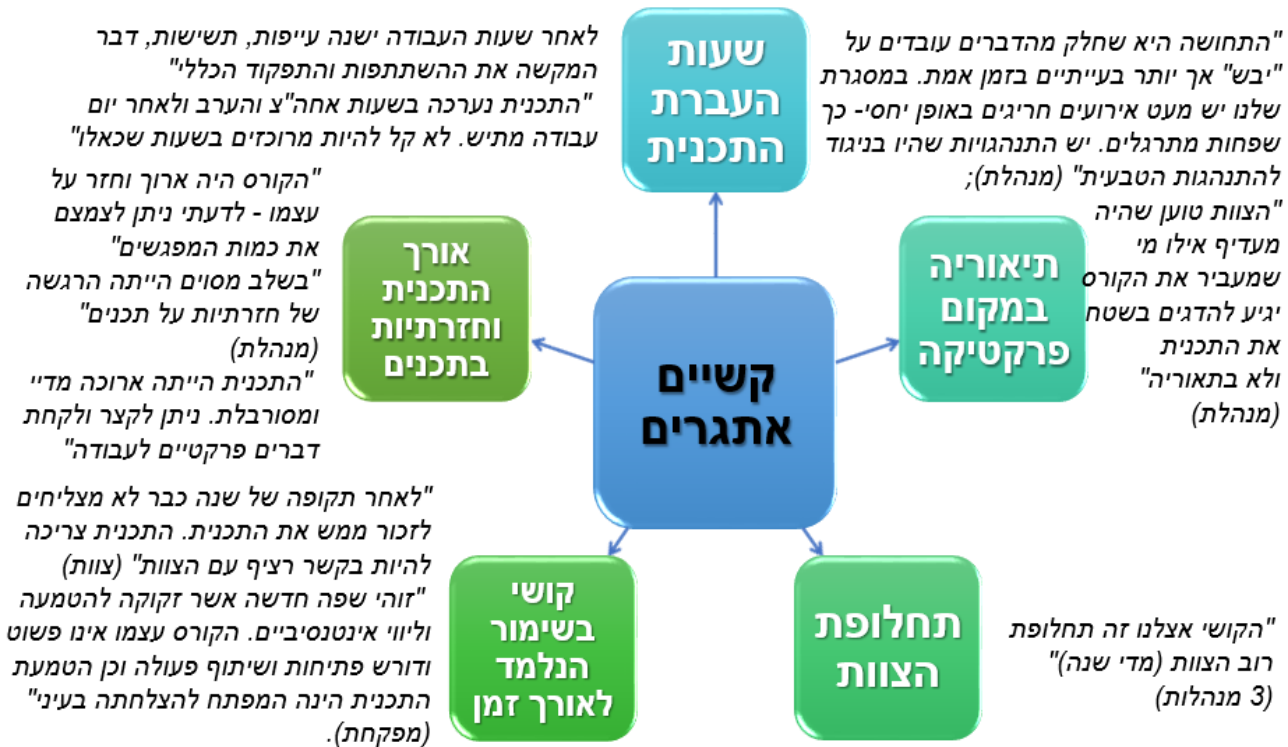 שעות
העברת
התכנית
לאחר שעות העבודה ישנה עייפות, תשישות, דבר
המקשה את ההשתתפות והתפקוד הכללי"
"התכנית נערכה בשעות אחה"צ והערב ולאחר יום
עבודה מתיש. לא קל להיות מרוכזים בשעות שכאלו"
"התחושה היא שחלק מהדברים עובדים על
"יבש" אך יותר בעייתיים בזמן אמת. במסגרת
שלנו יש מעט אירועים חריגים באופן יחסי- כך
שפחות מתרגלים. יש התנהגויות שהיו בניגוד
להתנהגות הטבעית" (מנהלת);
"הצוות טוען שהיה
מעדיף אילו מי
שמעביר את הקורס
יגיע להדגים בשטח
את התכנית
ולא בתאוריה"
(מנהלת)
תיאוריה
במקום
פרקטיקה
אורך
התכנית
וחזרתיות
בתכנים
"הקורס היה ארוך וחזר על
עצמו - לדעתי ניתן לצמצם
את כמות המפגשים"
"בשלב מסוים הייתה הרגשה
של חזרתיות על תכנים"
(מנהלת)
"התכנית הייתה ארוכה מדיי
ומסורבלת. ניתן לקצר ולקחת
דברים פרקטיים לעבודה"
קשיים
אתגרים
תחלופת
הצוות
"הקושי אצלנו זה תחלופת
רוב הצוות (מדי שנה)"
(3 מנהלות)
קושי
בשימור
הנלמד
לאורך זמן
"לאחר תקופה של שנה כבר לא מצליחים
לזכור ממש את התכנית. התכנית צריכה
להיות בקשר רציף עם הצוות" (צוות)
"זוהי שפה חדשה אשר זקוקה להטמעה
וליווי אינטנסיביים. הקורס עצמו אינו פשוט
ודורש פתיחות ושיתוף פעולה וכן הטמעת
התכנית הינה המפתח להצלחתה בעיני"
(מפקחת).